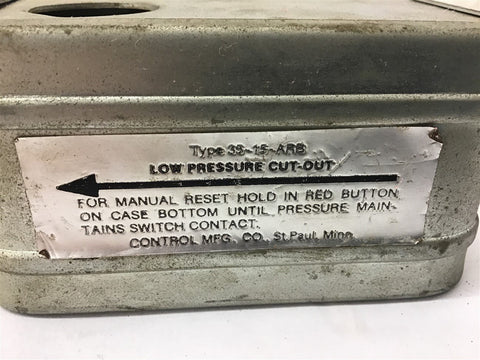 Type 35-15-ARB
LOW PRESSURE CUT-OUT
FOR MANUAL RESET HOLD IN RED BUTTON
ON CASE BOTTOM UNTIL PRESSURE MAIN-
TAINS SWITCH CONTACT.
CONTROL MFG. CO., St. Paul, Minn.